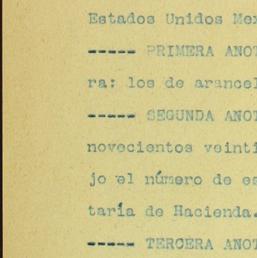 Estados Unidos Mex
----- PRIMERA ANOT
ra: los de arancel
----- SEGUNDA ANOT
novecientos veinti
jo el número de es
taría de Hacienda.
----- TERCERA ANOT